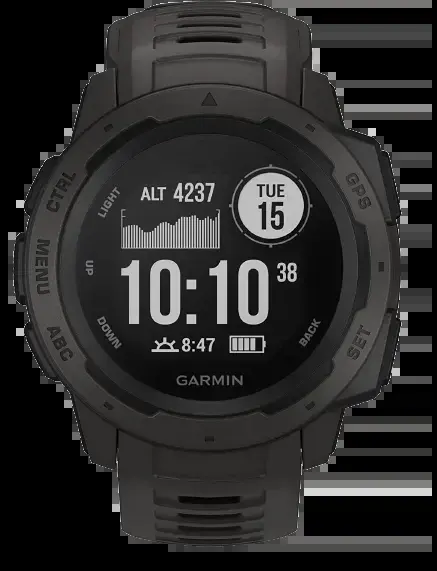 CTRL
LIGHT
GPS
ALT 4237
TUE
15
MENU
UP
10:10 38
ABC
DOWN
8:47
BACK
SET
GARMIN